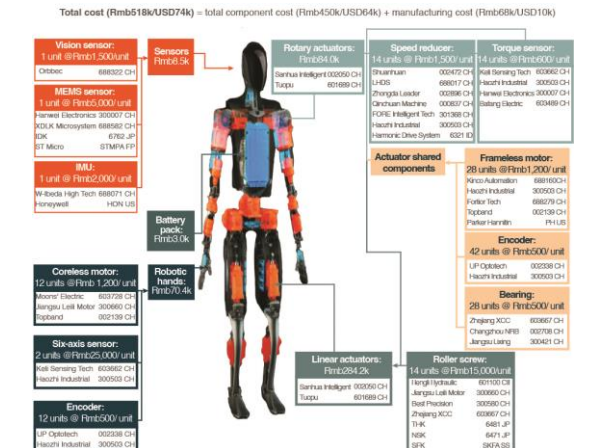 Total cost (Rmb518k/USD74k) = total component cost (Rmb450k/USD64k) + manufacturing cost (Rmb68k/USD10k)
Vision sensor:
1 unit @Rmb1,500/unit
Orbbec 688322 CH
MEMS sensor:
1 unit @ Rmb5,000/ unit
Hanwei Electronics 300007 CH
XDLK Microsystem 688582 CH
TDK 6762 JP
ST Micro STMPA FP
IMU:
1 unit @ Rmb2,000/ unit
W-Ibeda High Tech 688071 CH
Honeywell HON US
Sensors
Rmb8.5k
Rotary actuators:
Rmb84.0k
Sanhua Intelligent 002050 CH
Tuopu 601689 CH
Speed reducer:
14 units @ Rmb1,500/ unit
Shuanhuan 002472 CH
LHDS 688017 CH
Zhongda Leader 002896 CH
Qinchuan Machine 000837 CH
FORE Intelligent Tech 301368 CH
Haozhi Industrial 300503 CH
Harmonic Drive System 6321 ID
Torque sensor:
14 units @Rmb600/ unit
Keli Sensing Tech 603662 CH
Haozhi Industrial 300503 CH
Hanwei Electronics 300007 CH
Batang Electric 603489 CH
Actuator shared
components
Frameless motor:
28 units @Rmb1,200/ unit
Kinco Automation 688160CH
Haozhi Industrial 300503 CH
Fortior Tech 688279 CH
Topband 002139 CH
Parker Hannifin PH US
Encoder:
42 units @Rmb500/ unit
UP Optotech 002338 CH
Haozhi Industrial 300503 CH
Bearing:
28 units @Rmb500/ unit
Zhejiang XCC 603667 CH
Changzhou NRB 002708 CH
Jiangsu Lixing 300421 CH
Battery
pack:
Rmb3.0k
Coreless motor:
12 units @Rmb 1,200/ unit
Moons' Electric 603728 CH
Jiangsu Leili Motor 300660 CH
Topband 002139 CH
Robotic
hands:
Rmb70.4k
Six-axis sensor:
2 units @Rmb25,000/ unit
Keli Sensing Tech 603662 CH
Haozhi Industrial 300503 CH
Encoder:
12 units @ Rmb500/ unit
UP Optotech 002338 CH
Haozhi Industrial 300503 CH
Linear actuators:
Rmb284.2k
Sanhua Intelligent 002050 CH
Tuopu 601689 CH
Roller screw:
14 units @Rmb15,000/unit
Hengli Hydraulic 601100 CH
Jiangsu Leili Motor 300660 CH
Best Precision 300580 CH
Zhejiang XCC 603667 CH
THK 6481 JP
NSK 6471 JP
SFK SKFA SS